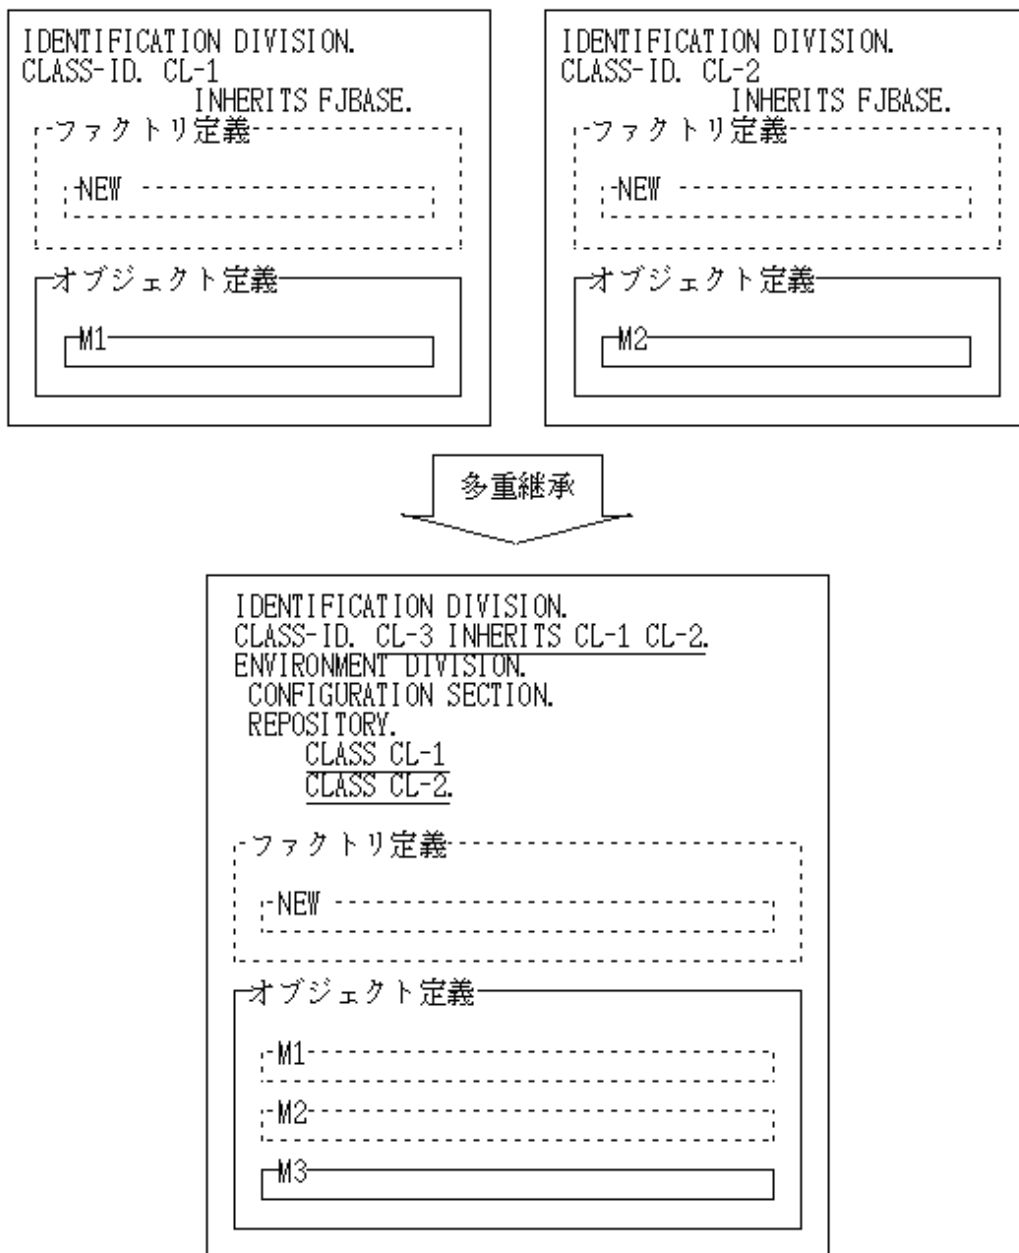 IDENTIFICATION DIVISION.
CLASS-ID. CL-1
INHERITS FJBASE.
ファクトリ定義
NEW
オブジェクト定義
M1
IDENTIFICATION DIVISION.
CLASS-ID. CL-2
INHERITS FJBASE.
ファクトリ定義
NEW
オブジェクト定義
M2
多重継承
IDENTIFICATION DIVISION.
CLASS-ID. CL-3 INHERITS CL-1 CL-2.
ENVIRONMENT DIVISION.
CONFIGURATION SECTION.
REPOSITORY.
CLASS CL-1
CLASS CL-2.
ファクトリ定義
NEW
オブジェクト定義
M1
M2
M3